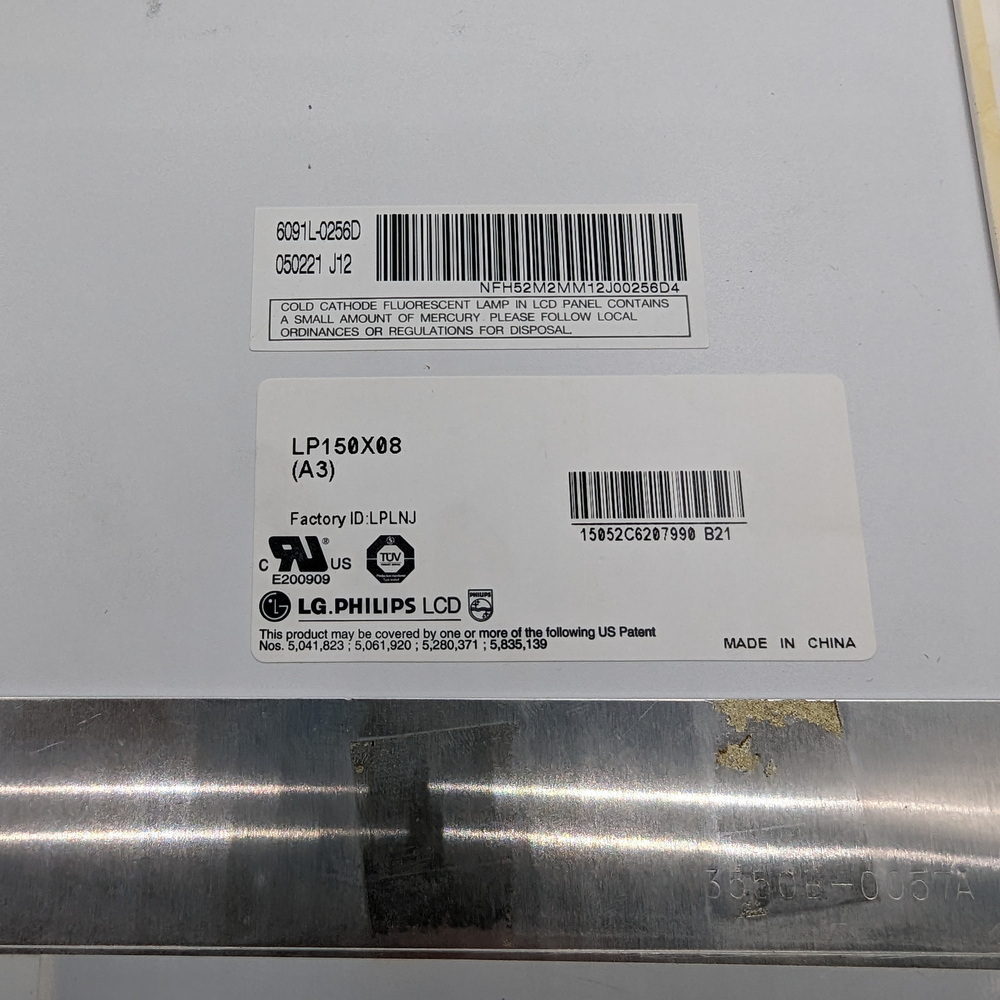 6091L-0256D
050221 J12
NFH52M2MM12J00256D4
COLD CATHODE FLUORESCENT LAMP IN LCD PANEL CONTAINS
A SMALL AMOUNT OF MERCURY. PLEASE FOLLOW LOCAL
ORDINANCES OR REGULATIONS FOR DISPOSAL.
LP150X08
(A3)
15052C6207990 B21
Factory ID:LPLNJ
C RU® US
E200909
TÜV
LG.PHILIPS LCD
PHILIPS
This product may be covered by one or more of the following US Patent
Nos. 5,041,823 ; 5,061,920 ; 5,280,371 ; 5,835,139
MADE IN CHINA